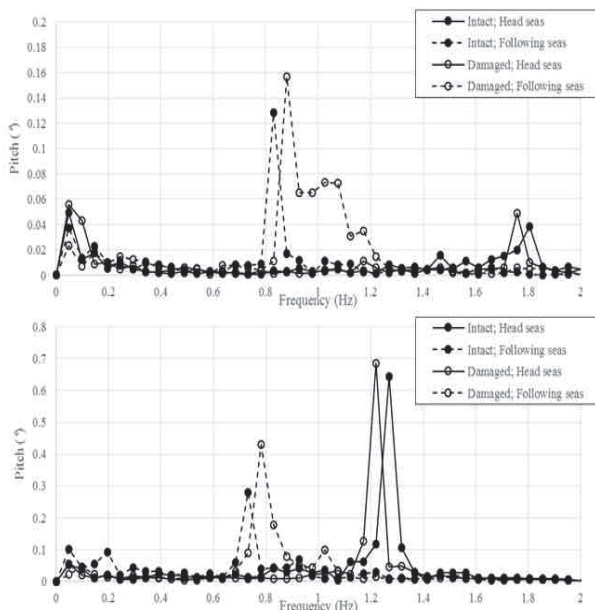 0.2
0.18
0.16
0.14
0.12
0.1
0.08
0.06
0.04
0.02
0
Pitch (°)
0 0.2 0.4 0.6 0.8 1 1.2 1.4 1.6 1.8 2
Frequency (Hz)
Intact; Head seas
Intact; Following seas
Damaged; Head seas
Damaged; Following seas
0.8
0.7
0.6
0.5
0.4
0.3
0.2
0.1
0
Pitch (°)
0 0.2 0.4 0.6 0.8 1 1.2 1.4 1.6 1.8 2
Frequency (Hz)
Intact; Head seas
Intact; Following seas
Damaged; Head seas
Damaged; Following seas